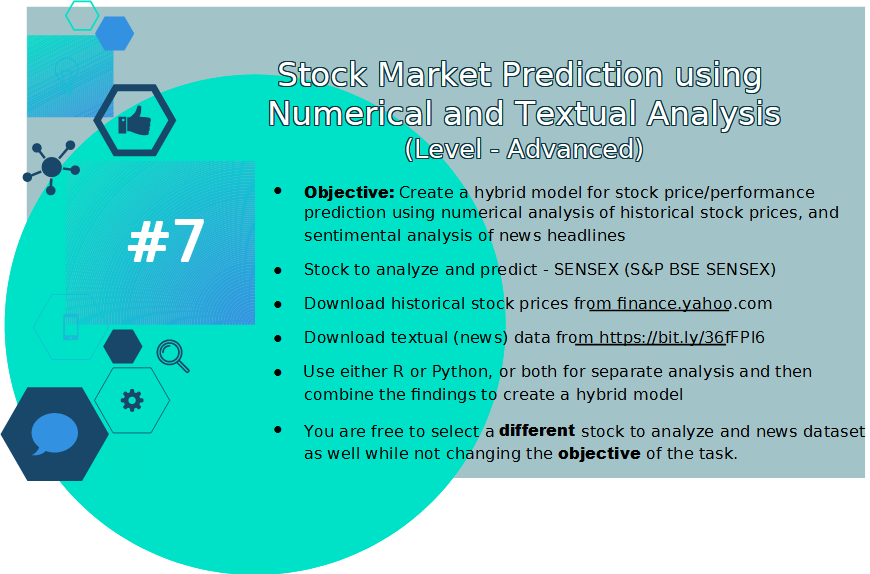 Stock Market Prediction using
Numerical and Textual Analysis
(Level - Advanced)
#7
• Objective: Create a hybrid model for stock price/performance
prediction using numerical analysis of historical stock prices, and
sentimental analysis of news headlines
• Stock to analyze and predict - SENSEX (S&P BSE SENSEX)
• Download historical stock prices from finance.yahoo.com
• Download textual (news) data from https://bit.ly/36fFPI6
• Use either R or Python, or both for separate analysis and then
combine the findings to create a hybrid model
• You are free to select a different stock to analyze and news dataset
as well while not changing the objective of the task.